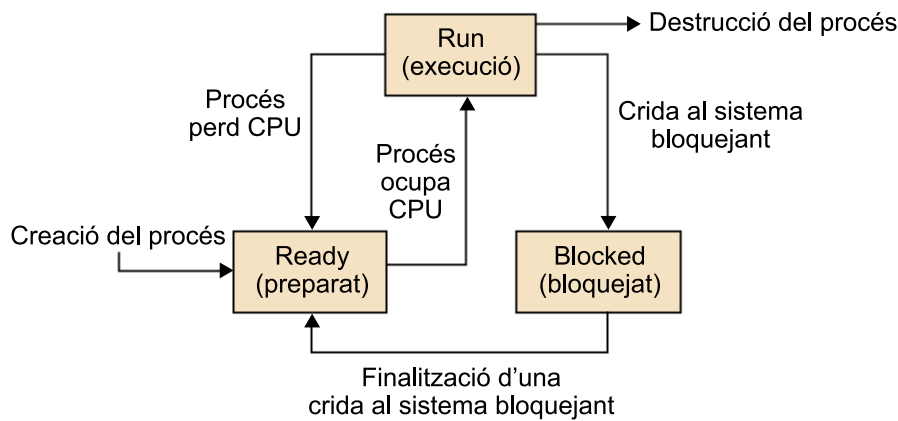 Run
(execució)
Destrucció del procés
Procés
perd CPU
Procés
ocupa
CPU
Crida al sistema
bloquejant
Creació del procés
Ready
(preparat)
Blocked
(bloquejat)
Finalització d'una
crida al sistema bloquejant